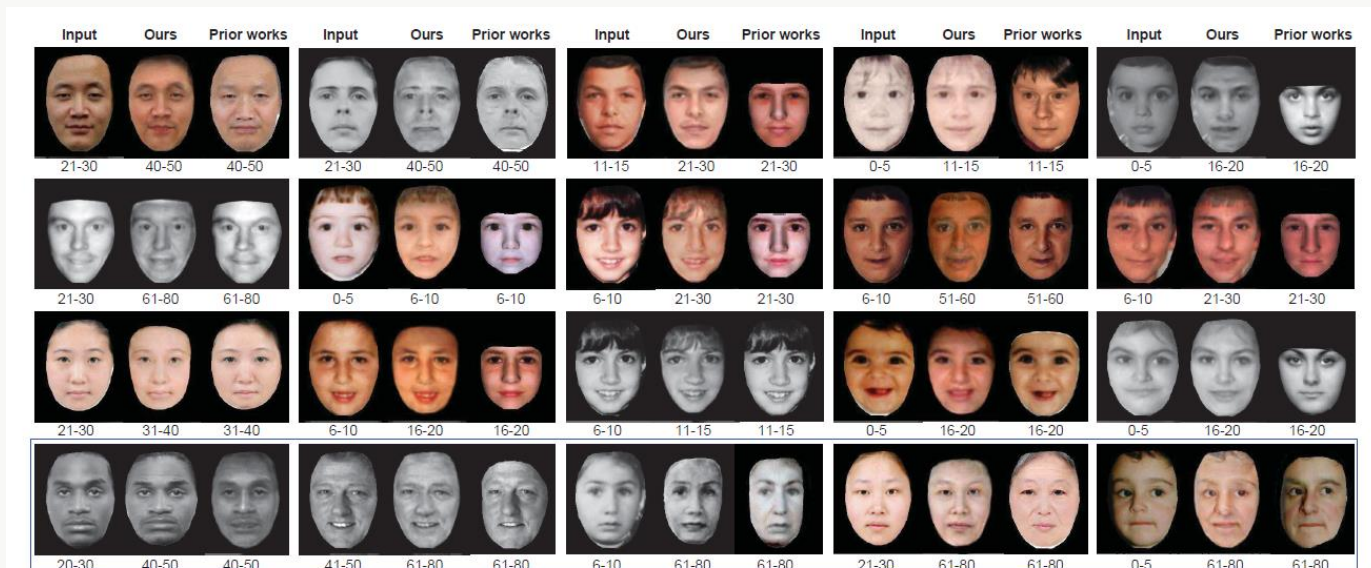 Input Ours Prior works Input Ours Prior works Input Ours Prior works Input Ours Prior works Input Ours Prior works
21-30 40-50 40-50 21-30 40-50 40-50 11-15 21-30 21-30 0-5 11-15 11-15 0-5 16-20 16-20
21-30 61-80 61-80 0-5 6-10 6-10 6-10 21-30 21-30 6-10 51-60 51-60 6-10 21-30 21-30
21-30 31-40 31-40 6-10 16-20 16-20 6-10 11-15 11-15 0-5 16-20 16-20 0-5 16-20 16-20
20-30 40-50 40-50 41-50 61-80 61-80 6-10 61-80 61-80 21-30 61-80 61-80 0-5 61-80 61-80